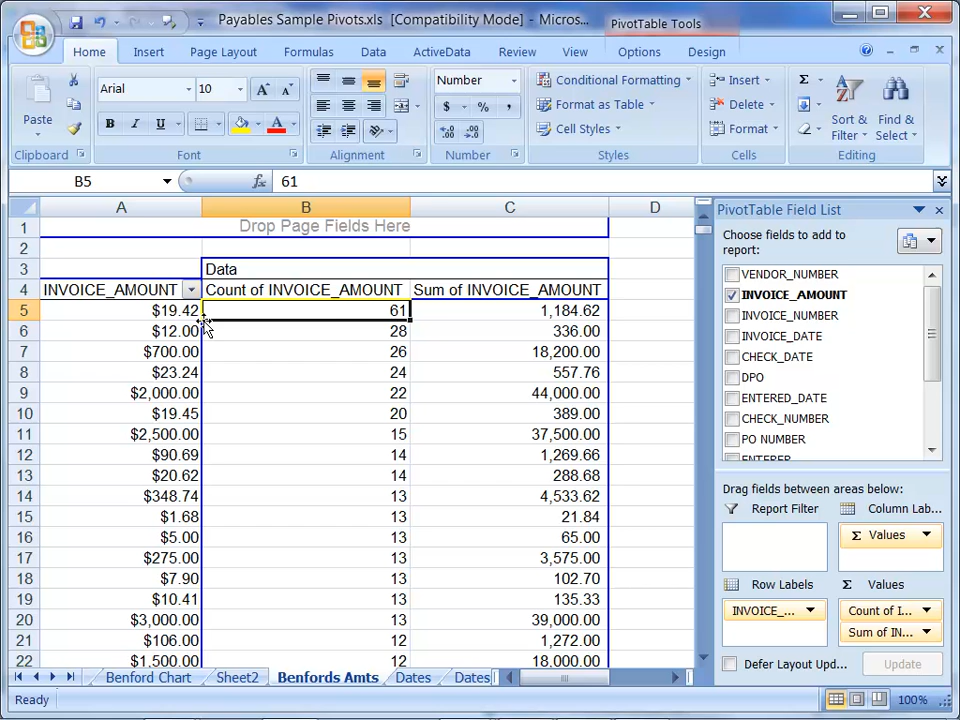 Payables Sample Pivots.xls [Compatibility Mode] - Micros...
PivotTable Tools
Home Insert Page Layout Formulas Data ActiveData Review View Options Design
Paste
Clipboard
Arial 10
B I U A
Font
Alignment
Number
$ % ,
Number
Conditional Formatting
Format as Table
Cell Styles
Styles
Insert
Delete
Format
Cells
Σ
Sort & Filter
Find & Select
Editing
B5 fx 61
A B C D
1 Drop Page Fields Here
2
3 Data
4 INVOICE_AMOUNT Count of INVOICE_AMOUNT Sum of INVOICE_AMOUNT
5 $19.42 61 1,184.62
6 $12.00 28 336.00
7 $700.00 26 18,200.00
8 $23.24 24 557.76
9 $2,000.00 22 44,000.00
10 $19.45 20 389.00
11 $2,500.00 15 37,500.00
12 $90.69 14 1,269.66
13 $20.62 14 288.68
14 $348.74 13 4,533.62
15 $1.68 13 21.84
16 $5.00 13 65.00
17 $275.00 13 3,575.00
18 $7.90 13 102.70
19 $10.41 13 135.33
20 $3,000.00 13 39,000.00
21 $106.00 12 1,272.00
22 $1,500.00 12 18,000.00
Benford Chart Sheet2 Benfords Amts Dates Dates
PivotTable Field List
Choose fields to add to report:
VENDOR_NUMBER
INVOICE_AMOUNT
INVOICE_NUMBER
INVOICE_DATE
CHECK_DATE
DPO
ENTERED_DATE
CHECK_NUMBER
PO NUMBER
ENTERER
Drag fields between areas below:
Report Filter
Column Lab...
Σ Values
Row Labels
Σ Values
INVOICE_...
Count of I...
Sum of IN...
Defer Layout Upd...
Update
Ready
100%